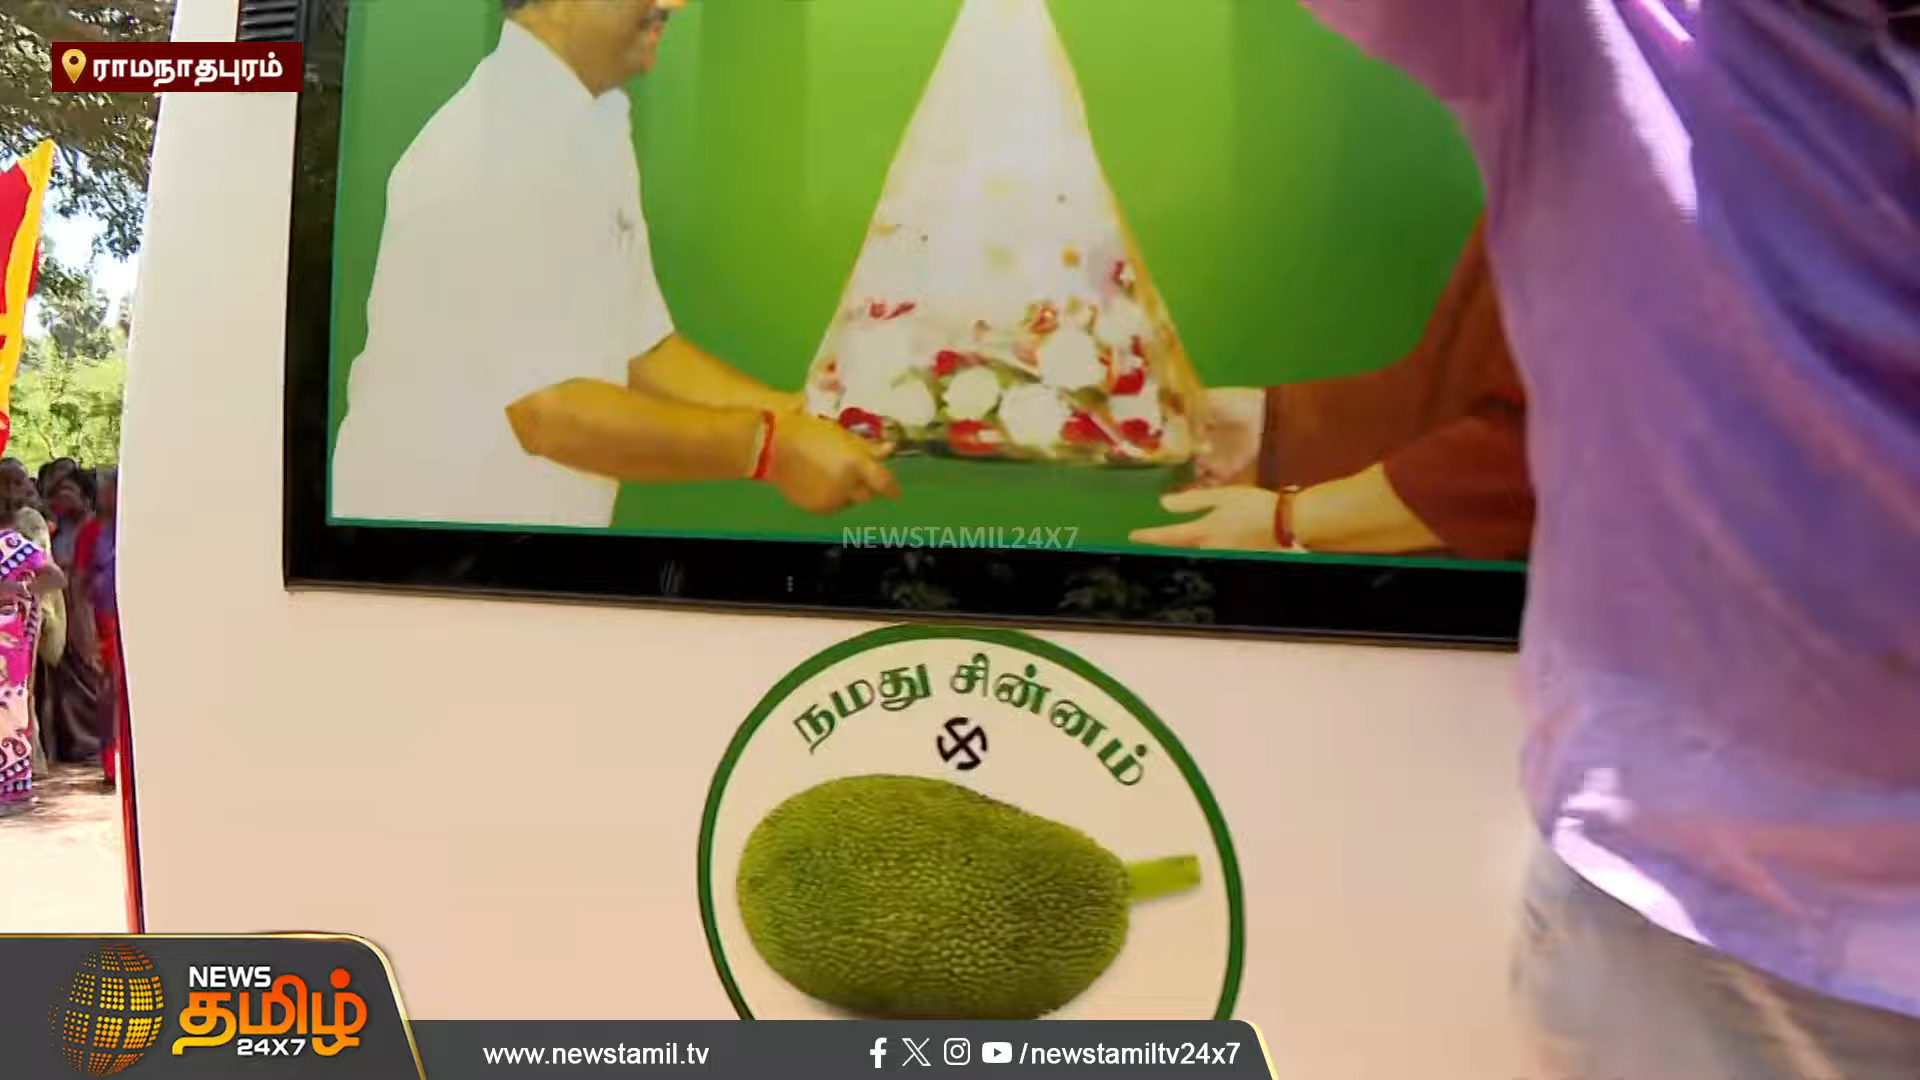 ராமநாதபுரம்
NEWSTAMIL24X7
நமது சின்னம்
NEWS
தமிழ்
24X7
www.newstamil.tv
/newstamiltv24x7